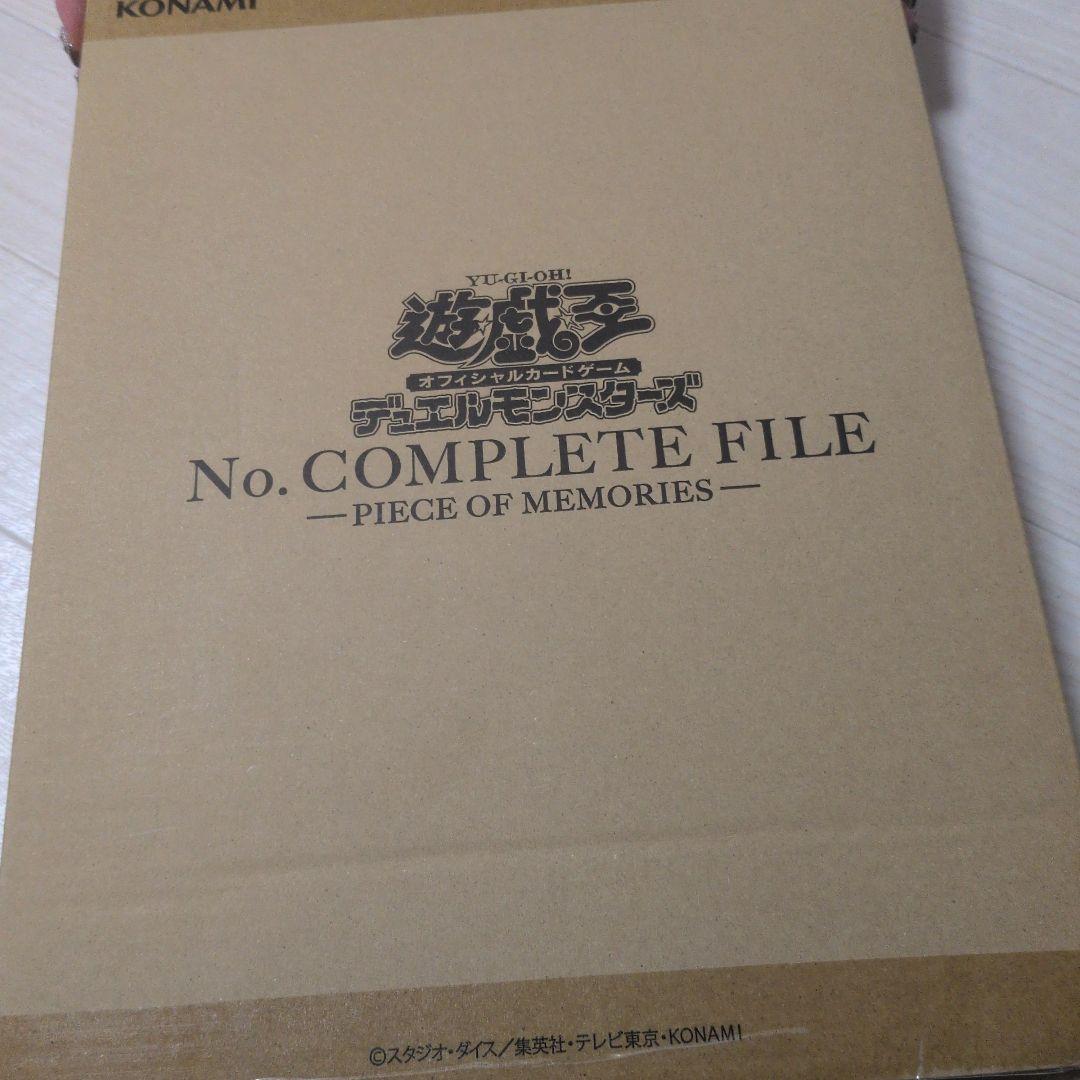 KONAMI
YU-GI-OH!
遊戯王
オフィシャルカードゲーム
デュエルモンスターズ
No. COMPLETE FILE
—PIECE OF MEMORIES—
©スタジオ・ダイス/集英社・テレビ東京・KONAMI